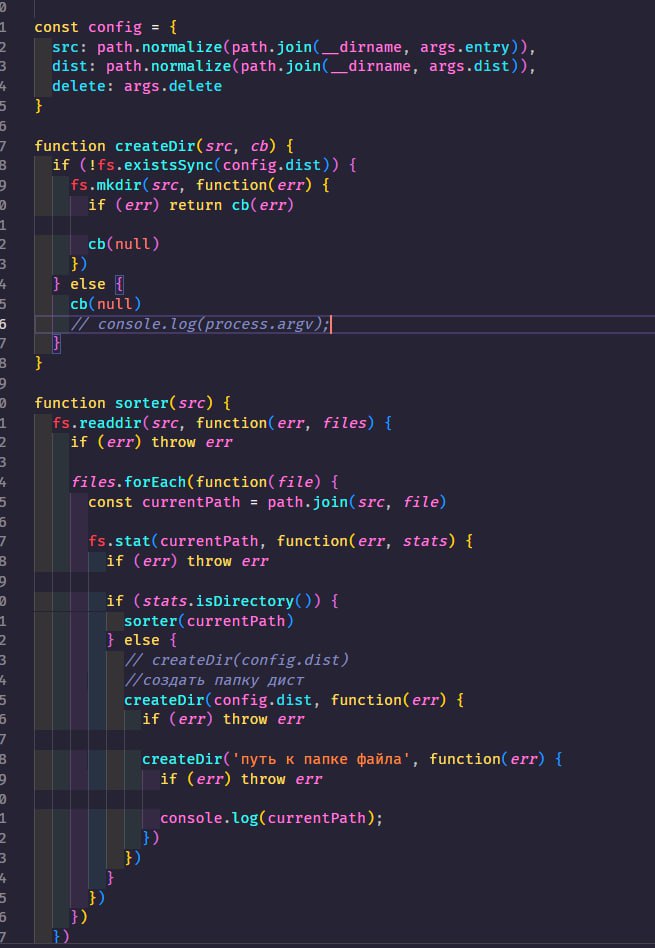 0
1 const config = {
2 src: path.normalize(path.join(__dirname, args.entry)),
3 dist: path.normalize(path.join(__dirname, args.dist)),
4 delete: args.delete
5 }
6
7 function createDir(src, cb) {
8 if (!fs.existsSync(config.dist)) {
9 fs.mkdir(src, function(err) {
0 if (err) return cb(err)
1
2 cb(null)
3 })
4 } else {
5 cb(null)
6 // console.log(process.argv);
7 }
8 }
9
0 function sorter(src) {
1 fs.readdir(src, function(err, files) {
2 if (err) throw err
3
4 files.forEach(function(file) {
5 const currentPath = path.join(src, file)
6
7 fs.stat(currentPath, function(err, stats) {
8 if (err) throw err
9
0 if (stats.isDirectory()) {
1 sorter(currentPath)
2 } else {
3 // createDir(config.dist)
4 //создать папку дист
5 createDir(config.dist, function(err) {
6 if (err) throw err
7
8 createDir('путь к папке файла', function(err) {
9 if (err) throw err
0
1 console.log(currentPath);
2 })
3 })
4 }
5 })
6 })
7 })